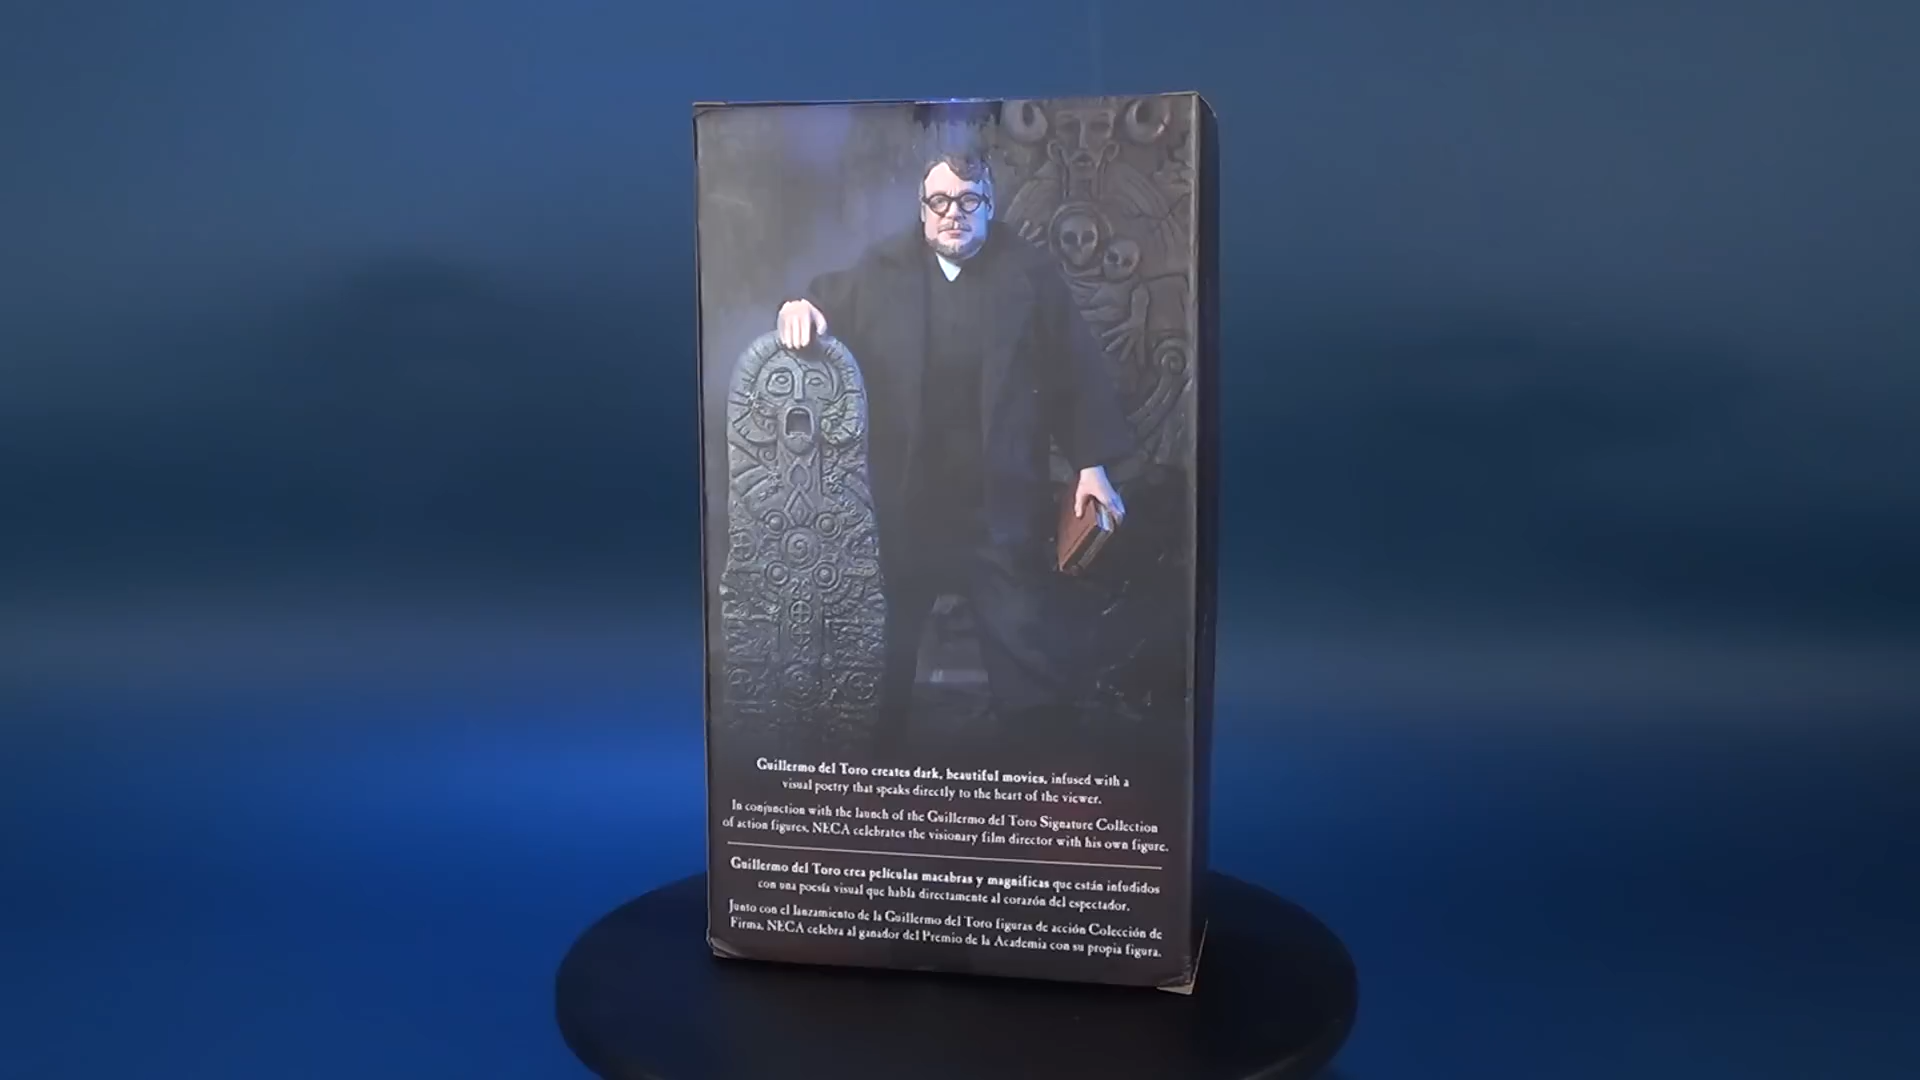 Guillermo del Toro creates dark, beautiful movies, infused with a
visual poetry that speaks directly to the heart of the viewer.
In conjunction with the launch of the Guillermo del Toro Signature Collection
of action figures, NECA celebrates the visionary film director with his own figure.
Guillermo del Toro crea películas macabras y magníficas que están infudidos
con una poesía visual que habla directamente al corazón del espectador.
Junto con el lanzamiento de la Guillermo del Toro figuras de acción Colección de
Firma, NECA celebra al ganador del Premio de la Academia con su propia figura.